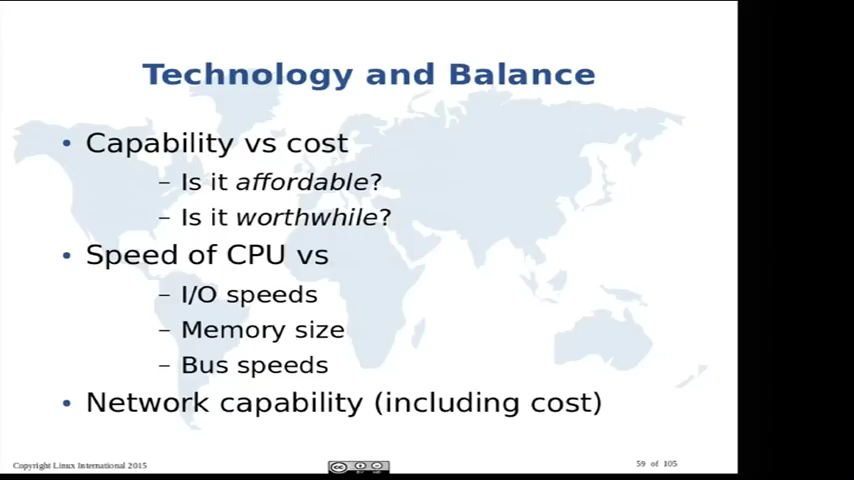 Technology and Balance
• Capability vs cost
– Is it affordable?
– Is it worthwhile?
• Speed of CPU vs
– I/O speeds
– Memory size
– Bus speeds
• Network capability (including cost)
Copyright Linux International 2015
59 of 105